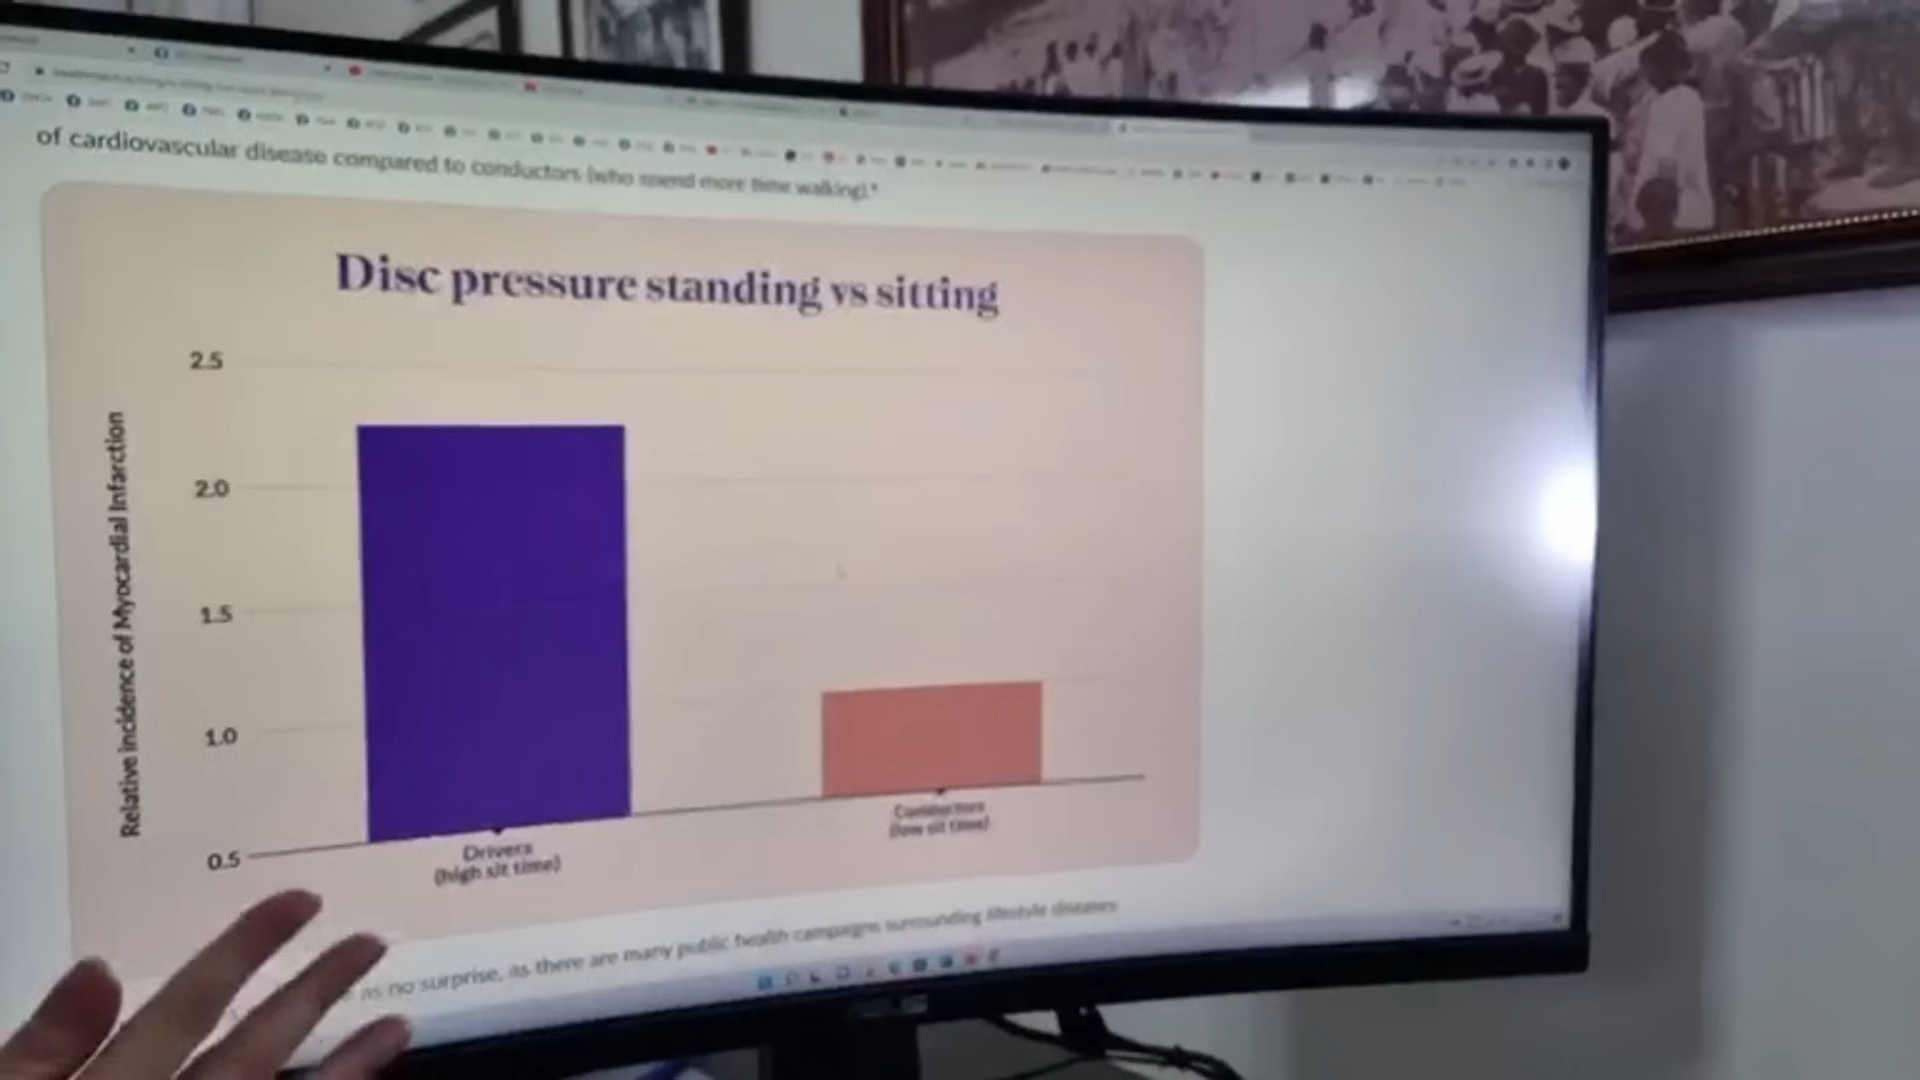 of cardiovascular disease compared to conductors (who spend more time walking).*
Disc pressure standing vs sitting
2.5
2.0
1.5
1.0
0.5
Relative incidence of Myocardial Infarction
Drivers
(high sit time)
Conductors
(low sit time)
as no surprise, as there are many public health campaigns surrounding lifestyle diseases